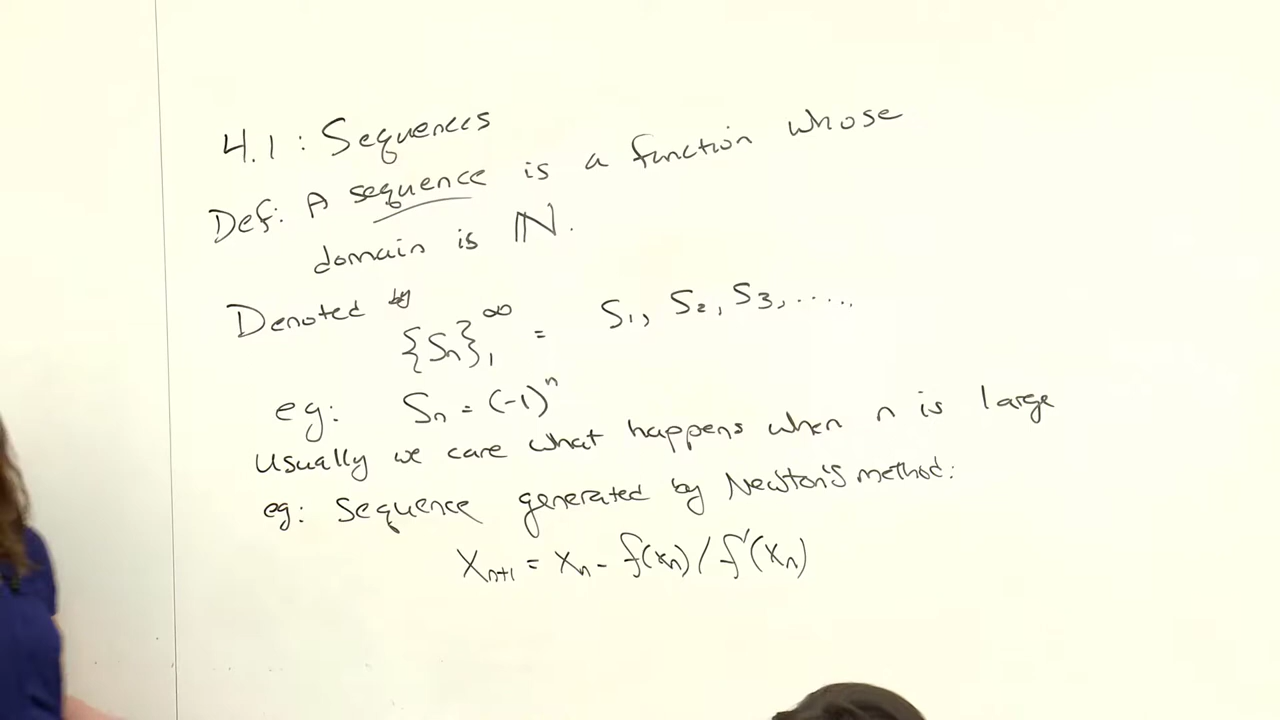 4.1: Sequences
Def: A sequence is a function whose
domain is ℕ.
Denoted by
{Sn}₁^∞ = S₁, S₂, S₃, .....
eg: Sn = (-1)^n
Usually we care what happens when n is large
eg: Sequence generated by Newton's method:
Xn+1 = Xn - f(xn) / f'(xn)